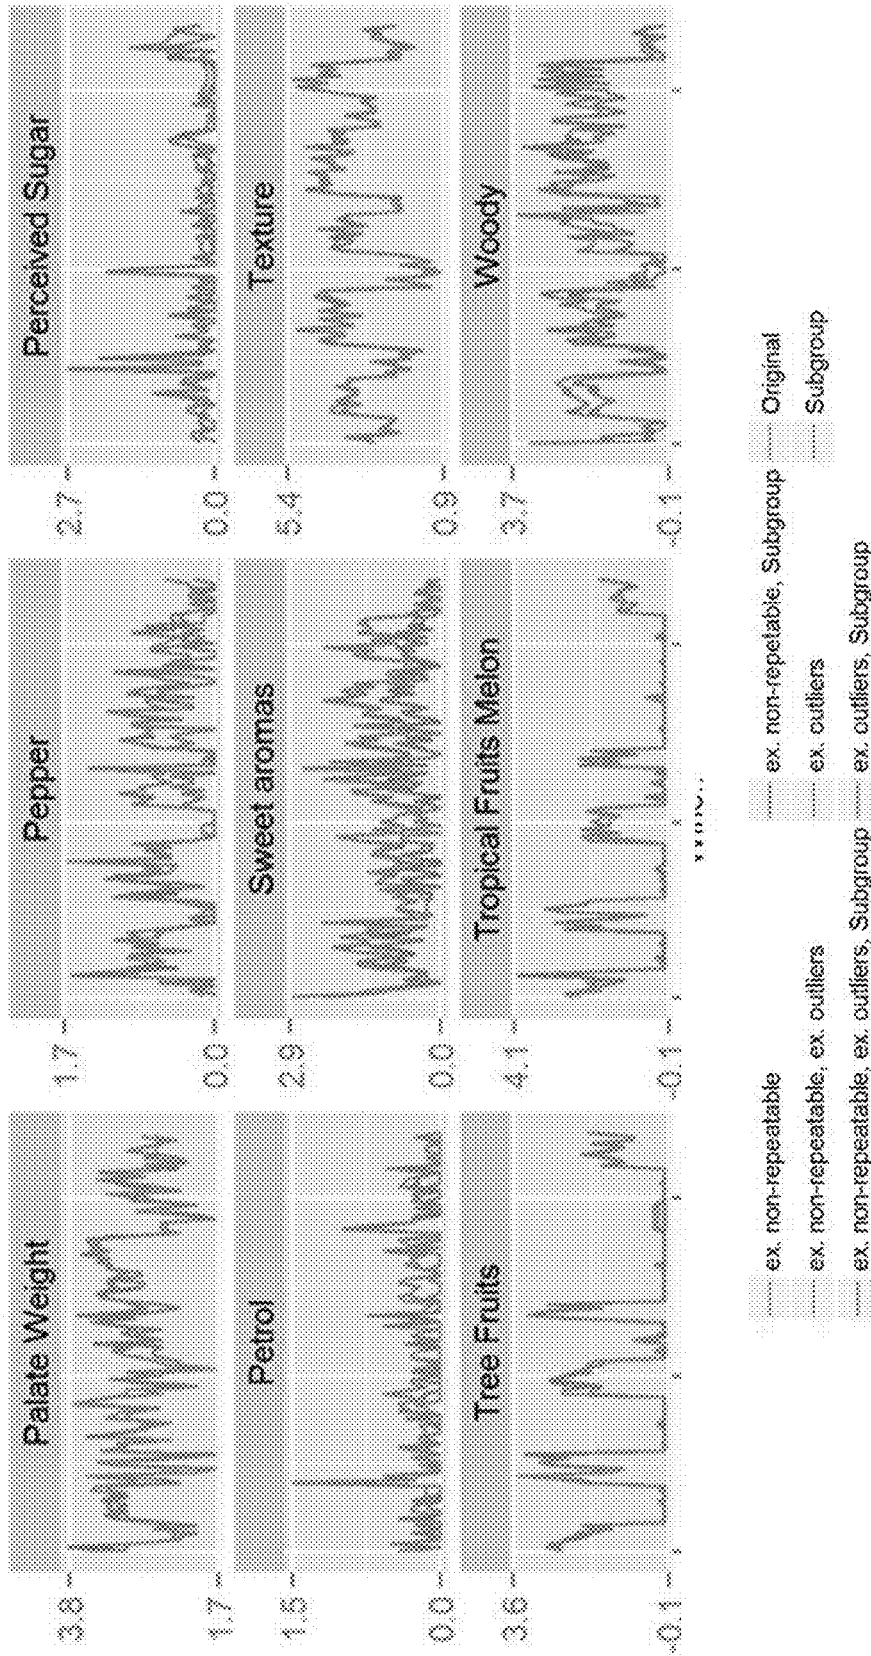 Palate Weight
Pepper
Perceived Sugar
3.8
1.7
1.7
0.0
2.7
0.0
Petrol
Sweet aromas
Texture
1.5
0.0
2.9
0.0
5.4
0.9
Tree Fruits
Tropical Fruits Melon
Woody
3.6
-0.1
4.1
-0.1
3.7
-0.1
ex. non-repeatable
ex. non-repetable, Subgroup
Original
ex. non-repeatable, ex. outliers
ex. outliers
Subgroup
ex. non-repeatable, ex. outliers, Subgroup
ex. outliers, Subgroup